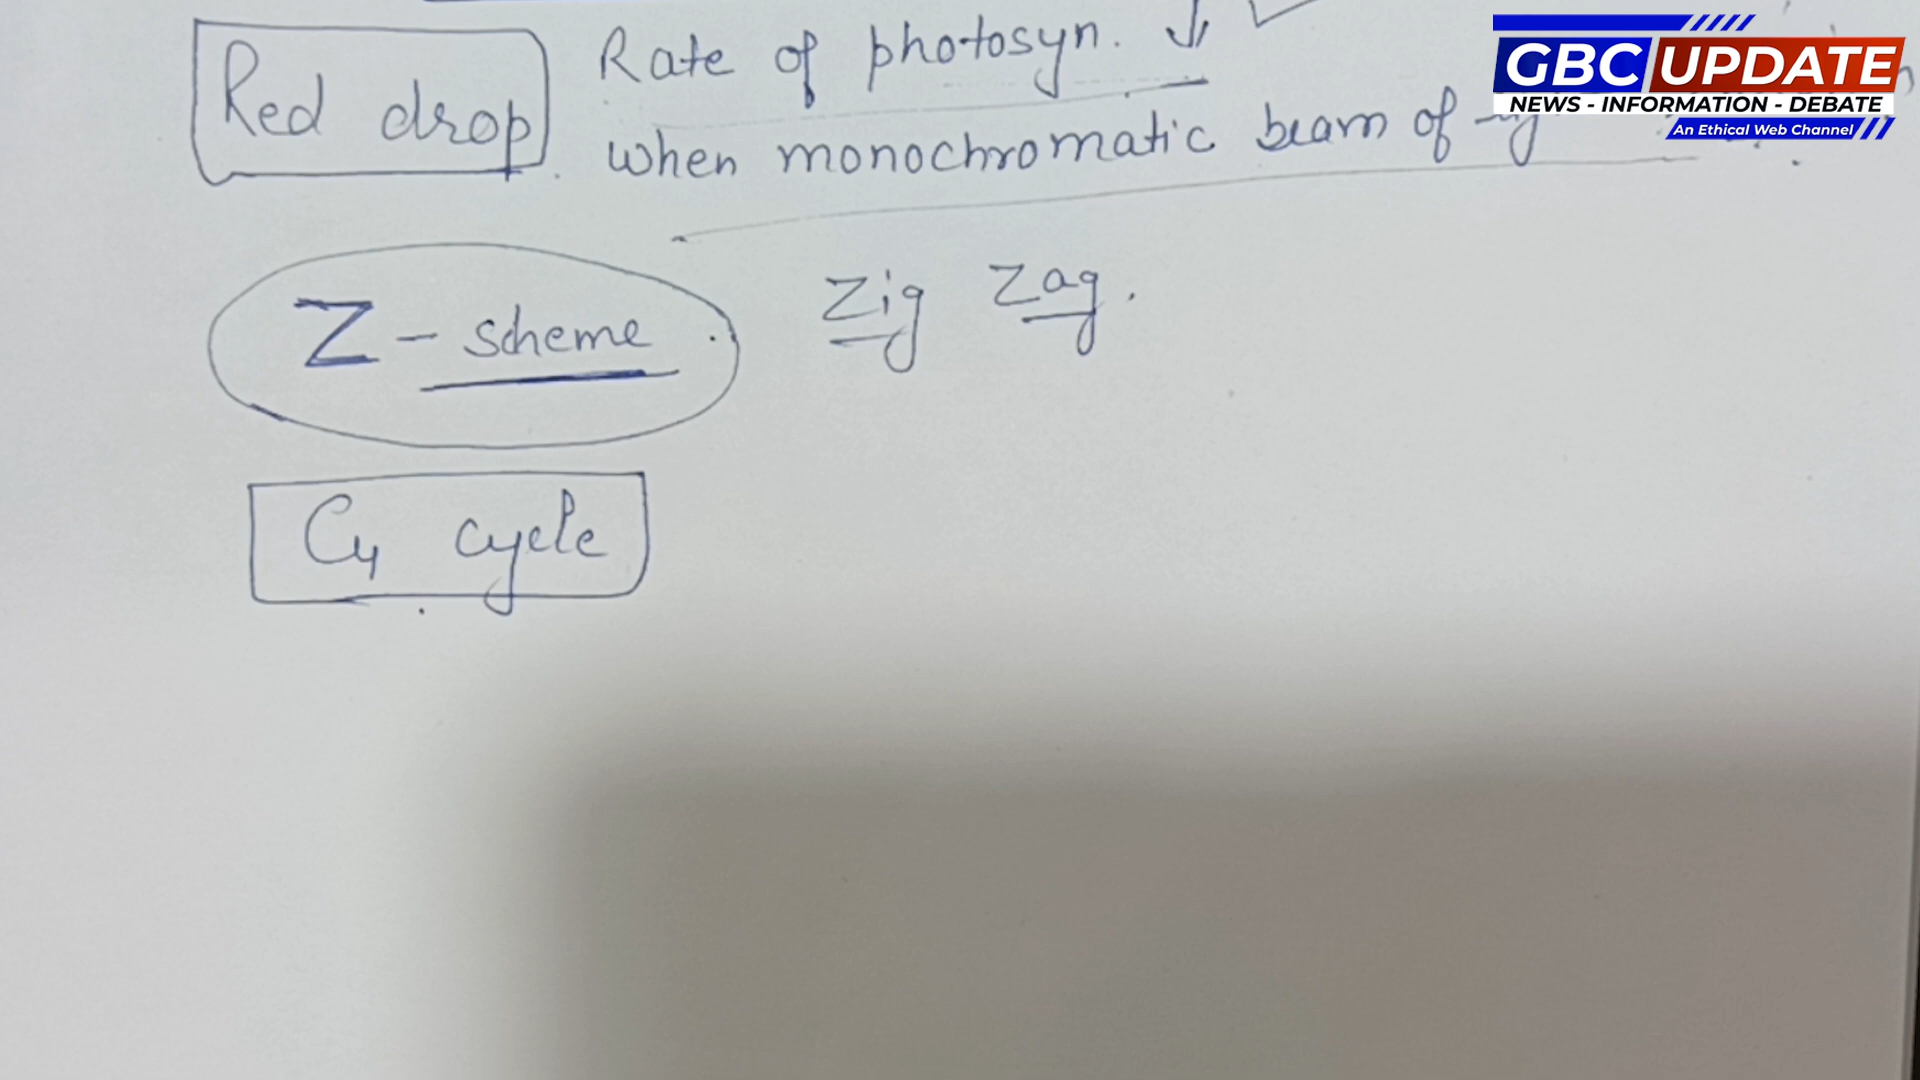 Red drop
Rate of photosyn. ↓
when monochromatic beam of
Z - scheme
Zig Zag.
C4 cycle
GBC UPDATE
NEWS - INFORMATION - DEBATE
An Ethical Web Channel